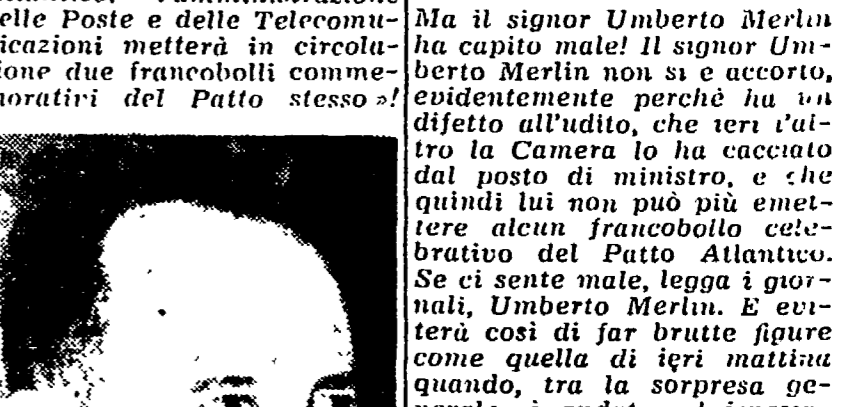 elle Poste e delle Telecomu-
icazioni metterà in circola-
ione due francobolli comme-
moratiri del Patto stesso»!
Ma il signor Umberto Merlin
ha capito male! Il signor Um-
berto Merlin non si e accorto,
evidentemente perchè ha un
difetto all'udito, che ieri l'al-
tro la Camera lo ha cacciato
dal posto di ministro, e che
quindi lui non può più emet-
tere alcun francobollo cele-
brativo del Patto Atlantico.
Se ci sente male, legga i gior-
nali, Umberto Merlin. E evi-
terà così di far brutte figure
come quella di ieri mattina
quando, tra la sorpresa ge-